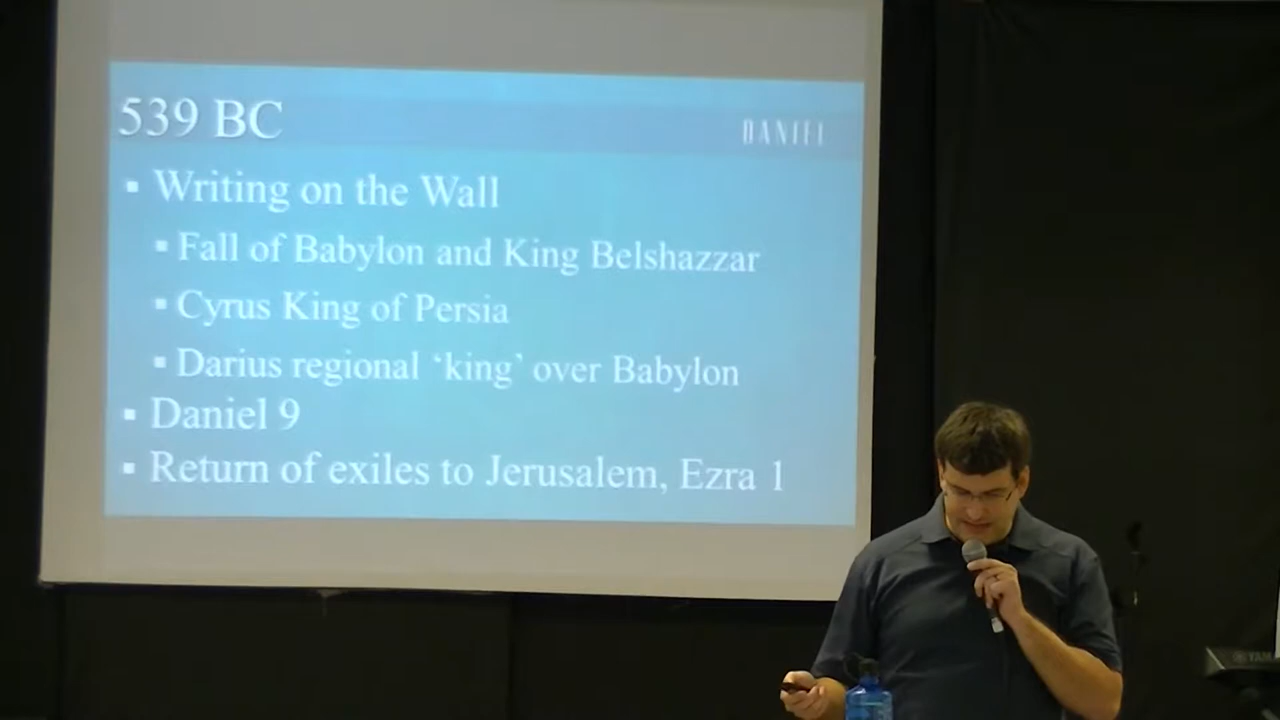 539 BC
DANIEL
▪ Writing on the Wall
▪ Fall of Babylon and King Belshazzar
▪ Cyrus King of Persia
▪ Darius regional ‘king’ over Babylon
▪ Daniel 9
▪ Return of exiles to Jerusalem, Ezra 1